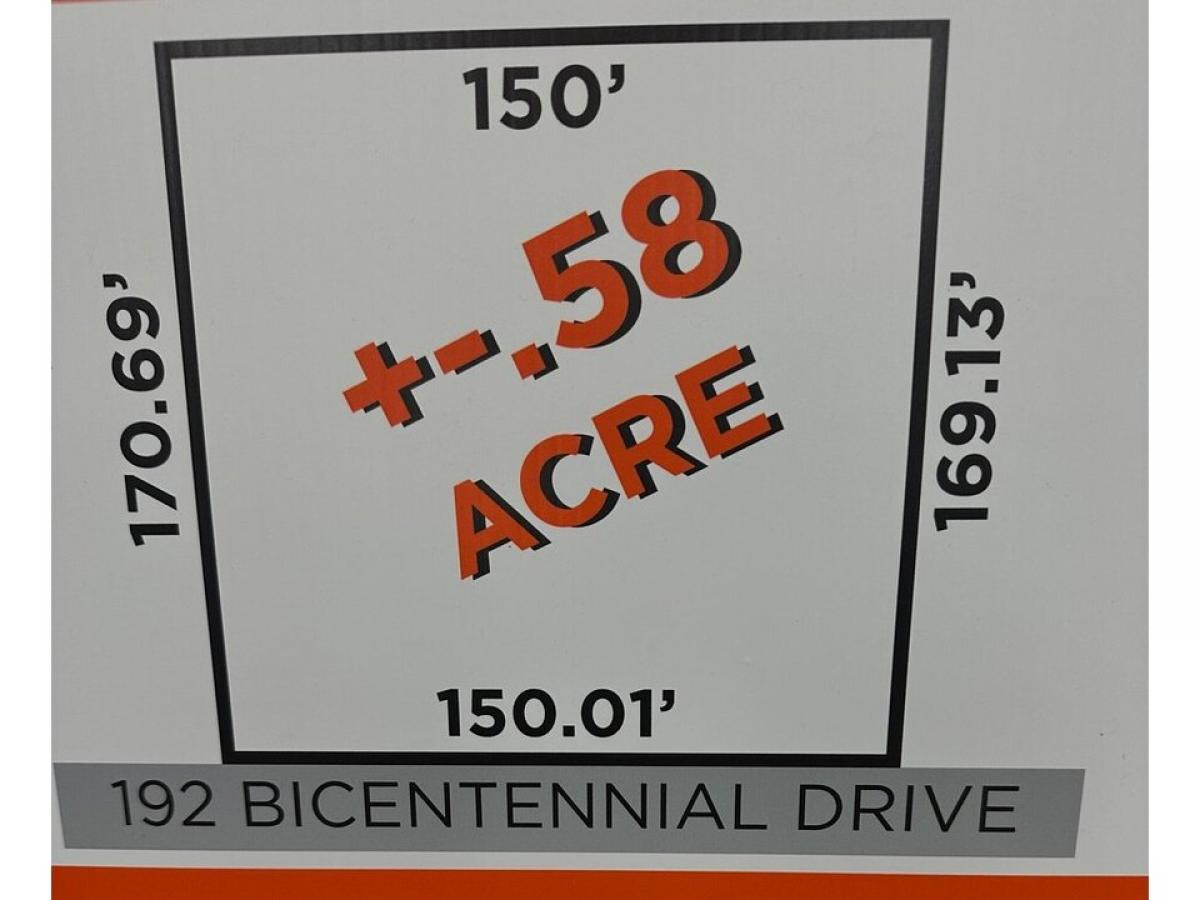 150’
+-.58
ACRE
170.69’
169.13’
150.01’
192 BICENTENNIAL DRIVE